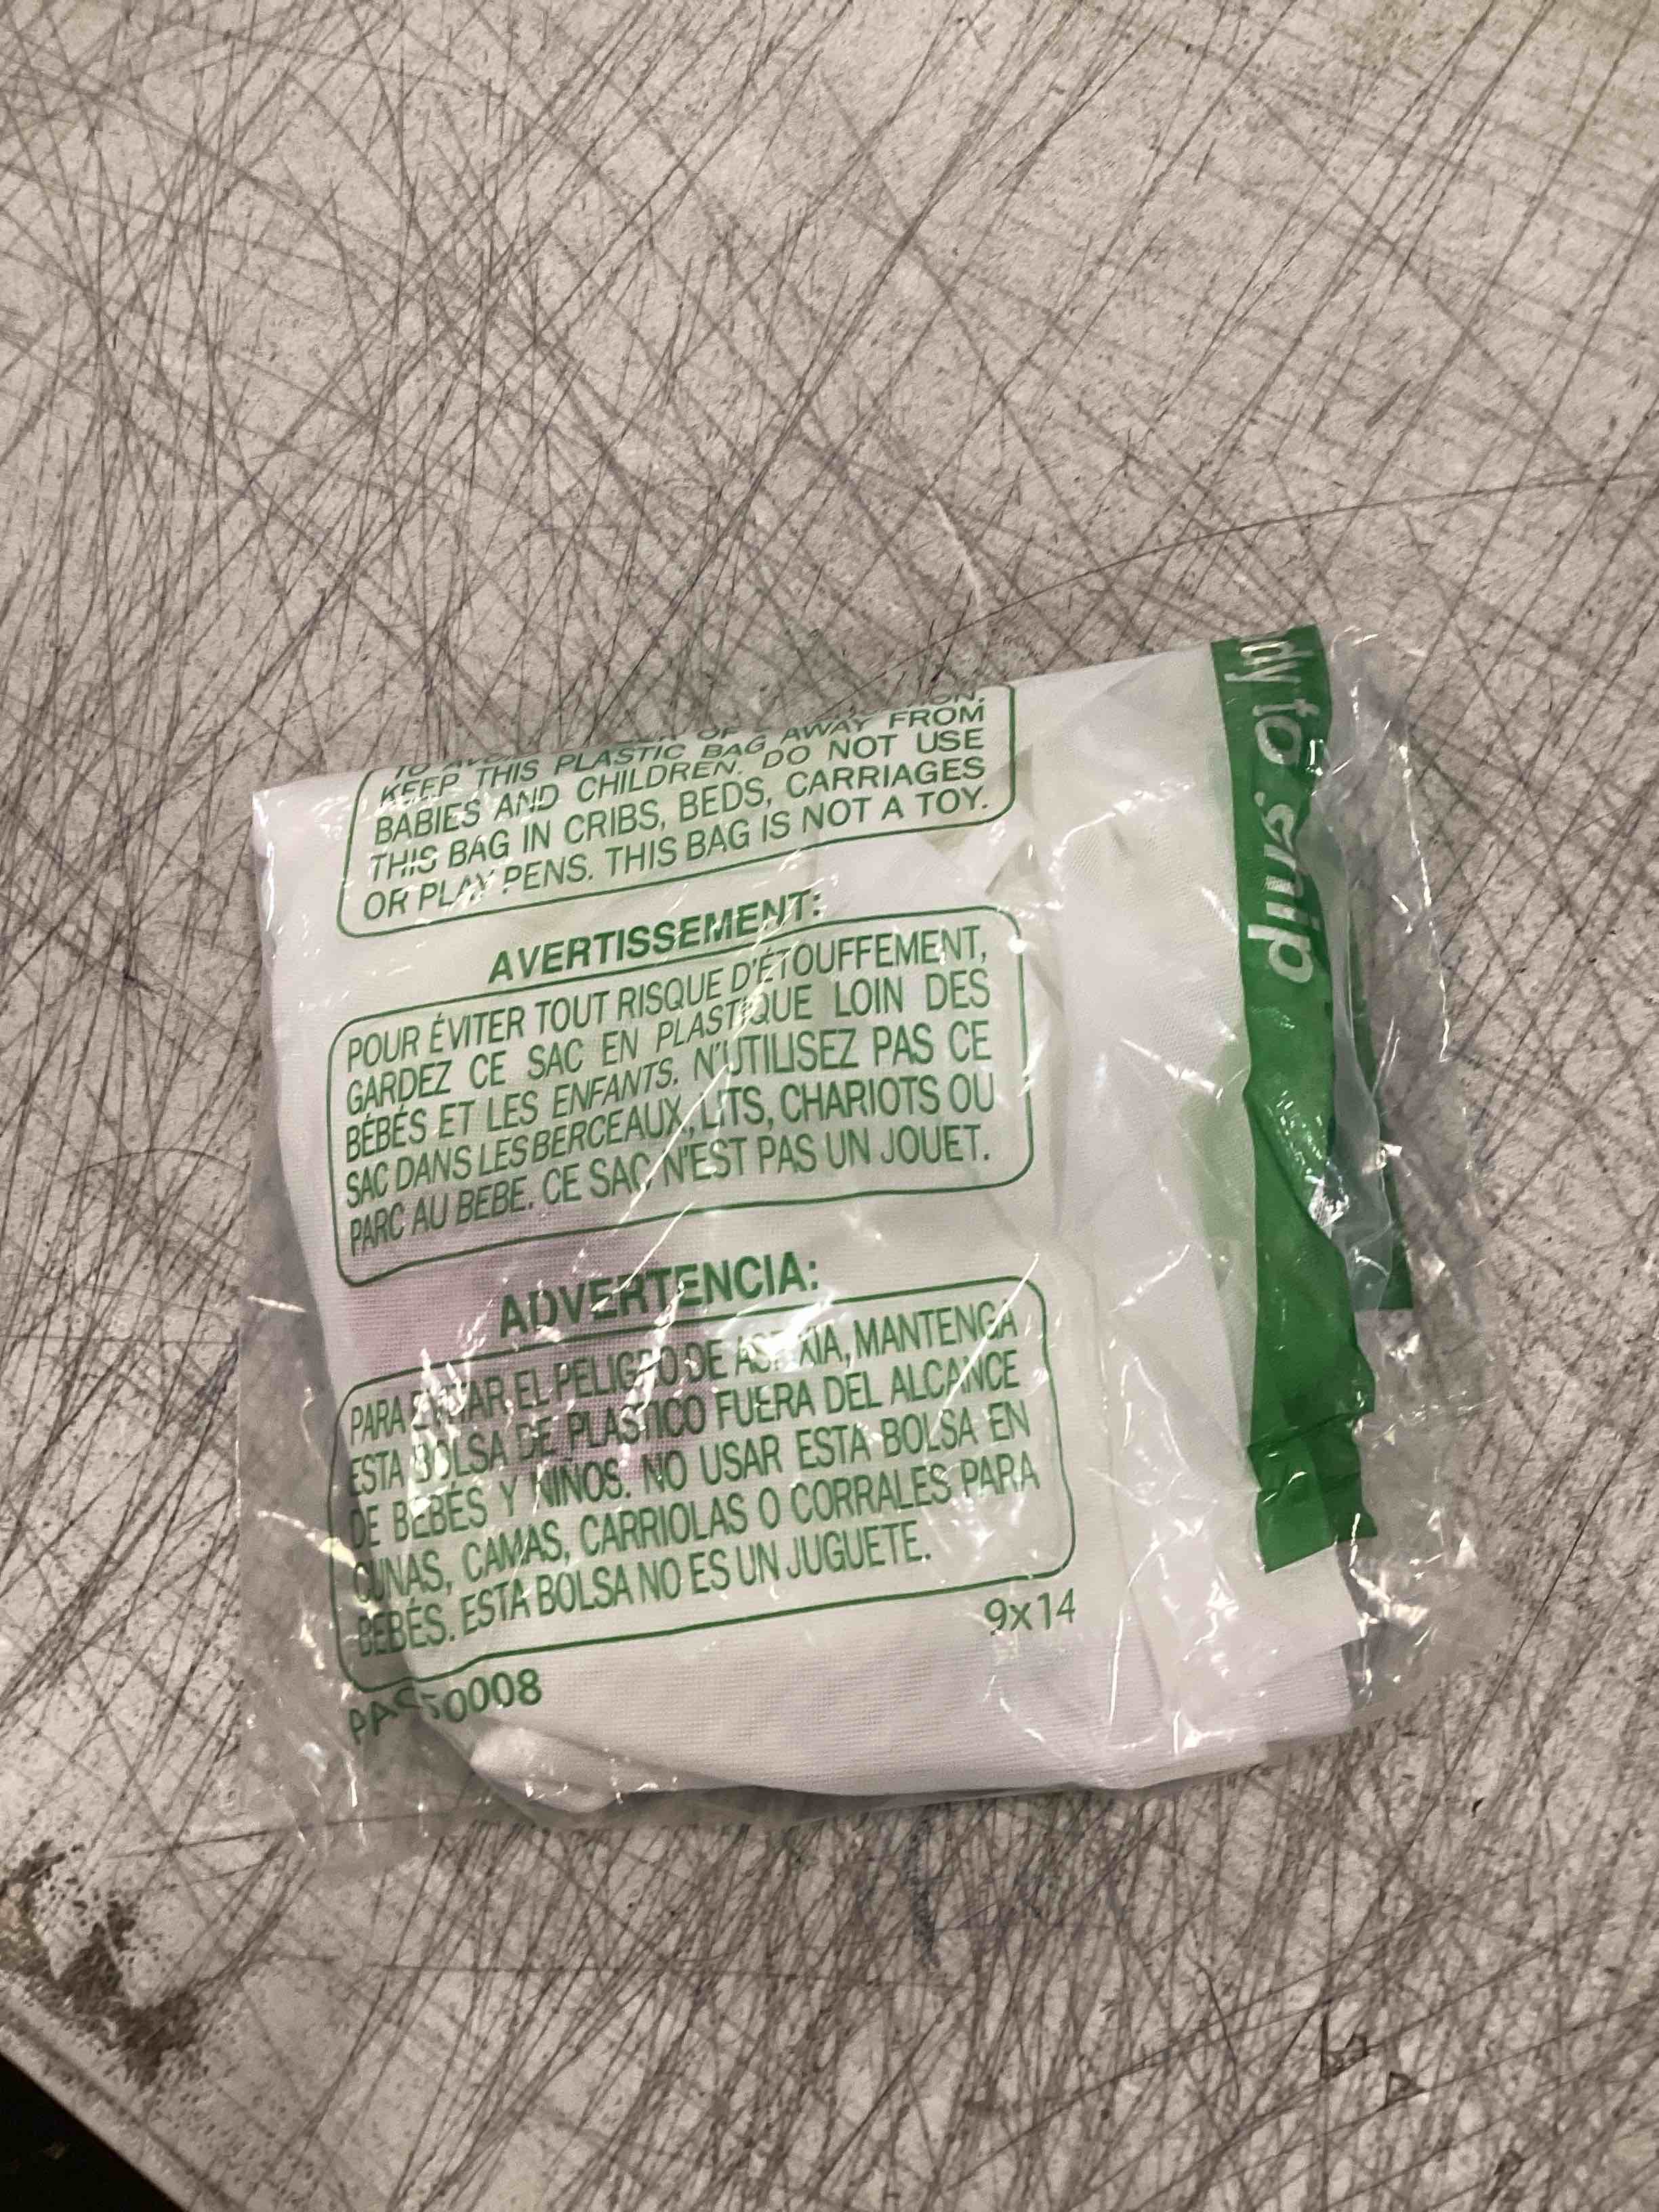 KEEP THIS PLASTIC BAG AWAY FROM
BABIES AND CHILDREN. DO NOT USE
THIS BAG IN CRIBS, BEDS, CARRIAGES
OR PLAY PENS. THIS BAG IS NOT A TOY.
AVERTISSEMENT:
POUR ÉVITER TOUT RISQUE D'ÉTOUFFEMENT,
GARDEZ CE SAC EN PLASTIQUE LOIN DES
BÉBÉS ET LES ENFANTS. N'UTILISEZ PAS CE
SAC DANS LES BERCEAUX, LITS, CHARIOTS OU
PARC AU BEBE. CE SAC N'EST PAS UN JOUET.
ADVERTENCIA:
PARA EVITAR EL PELIGRO DE ASFIXIA, MANTENGA
ESTA BOLSA DE PLASTICO FUERA DEL ALCANCE
DE BEBÉS Y NIÑOS. NO USAR ESTA BOLSA EN
CUNAS, CAMAS, CARRIOLAS O CORRALES PARA
BEBÉS. ESTA BOLSA NO ES UN JUGUETE.
9x14
to ship